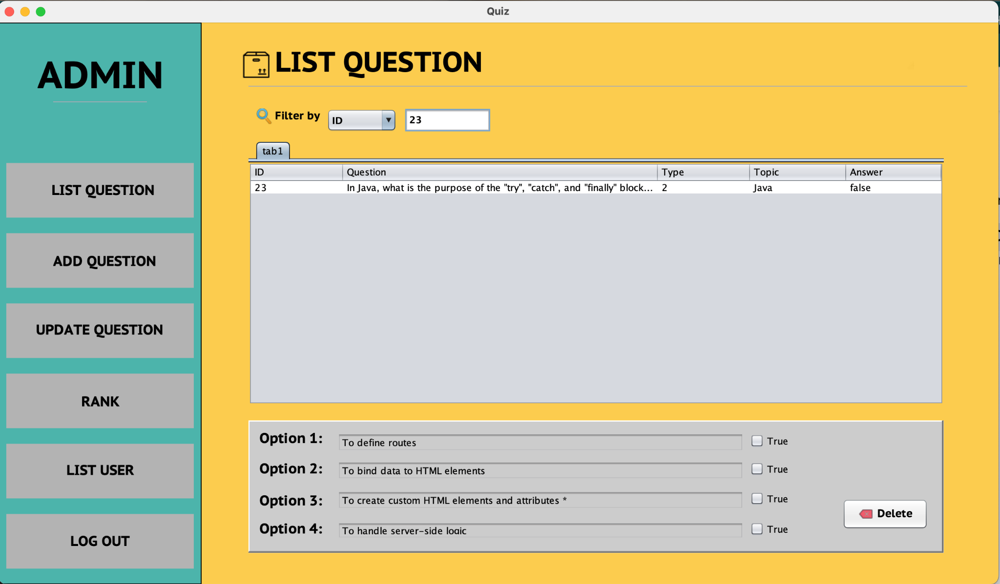 Quiz
ADMIN
LIST QUESTION
ADD QUESTION
UPDATE QUESTION
RANK
LIST USER
LOG OUT
LIST QUESTION
Filter by ID 23
tab1
ID Question Type Topic Answer
23 In Java, what is the purpose of the "try", "catch", and "finally" block... 2 Java false
Option 1: To define routes True
Option 2: To bind data to HTML elements True
Option 3: To create custom HTML elements and attributes * True
Option 4: To handle server-side logic True
Delete